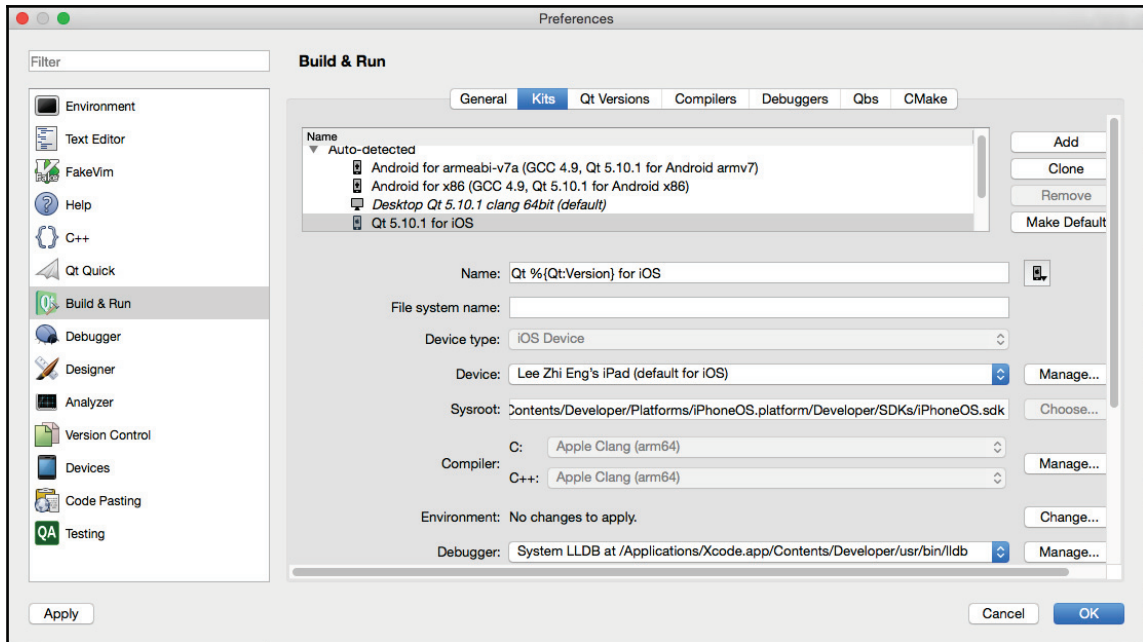 Preferences
Filter
Build & Run
Environment
Text Editor
FakeVim
Help
C++
Qt Quick
Build & Run
Debugger
Designer
Analyzer
Version Control
Devices
Code Pasting
QA Testing
General Kits Qt Versions Compilers Debuggers Qbs CMake
Name
Auto-detected
Android for armeabi-v7a (GCC 4.9, Qt 5.10.1 for Android armv7)
Android for x86 (GCC 4.9, Qt 5.10.1 for Android x86)
Desktop Qt 5.10.1 clang 64bit (default)
Qt 5.10.1 for iOS
Add
Clone
Remove
Make Default
Name: Qt %{Qt:Version} for iOS
File system name:
Device type: iOS Device
Device: Lee Zhi Eng's iPad (default for iOS) Manage...
Sysroot: Contents/Developer/Platforms/iPhoneOS.platform/Developer/SDKs/iPhoneOS.sdk Choose...
Compiler: C: Apple Clang (arm64)
C++: Apple Clang (arm64) Manage...
Environment: No changes to apply. Change...
Debugger: System LLDB at /Applications/Xcode.app/Contents/Developer/usr/bin/lldb Manage...
Apply Cancel OK